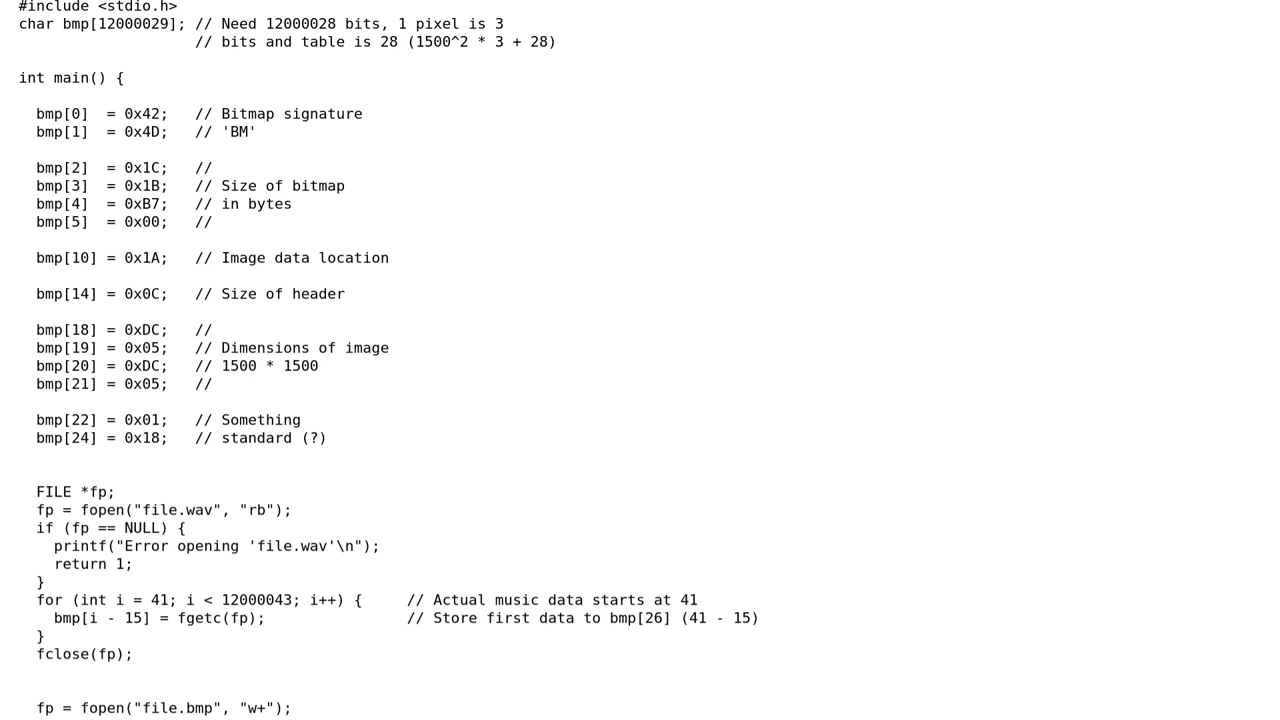 #include <stdio.h>
char bmp[12000029]; // Need 12000028 bits, 1 pixel is 3
                    // bits and table is 28 (1500^2 * 3 + 28)

int main() {

  bmp[0]  = 0x42;   // Bitmap signature
  bmp[1]  = 0x4D;   // 'BM'

  bmp[2]  = 0x1C;   //
  bmp[3]  = 0x1B;   // Size of bitmap
  bmp[4]  = 0xB7;   // in bytes
  bmp[5]  = 0x00;   //

  bmp[10] = 0x1A;   // Image data location

  bmp[14] = 0x0C;   // Size of header

  bmp[18] = 0xDC;   //
  bmp[19] = 0x05;   // Dimensions of image
  bmp[20] = 0xDC;   // 1500 * 1500
  bmp[21] = 0x05;   //

  bmp[22] = 0x01;   // Something
  bmp[24] = 0x18;   // standard (?)


  FILE *fp;
  fp = fopen("file.wav", "rb");
  if (fp == NULL) {
    printf("Error opening 'file.wav'\n");
    return 1;
  }
  for (int i = 41; i < 12000043; i++) {     // Actual music data starts at 41
    bmp[i - 15] = fgetc(fp);                // Store first data to bmp[26] (41 - 15)
  }
  fclose(fp);


  fp = fopen("file.bmp", "w+");